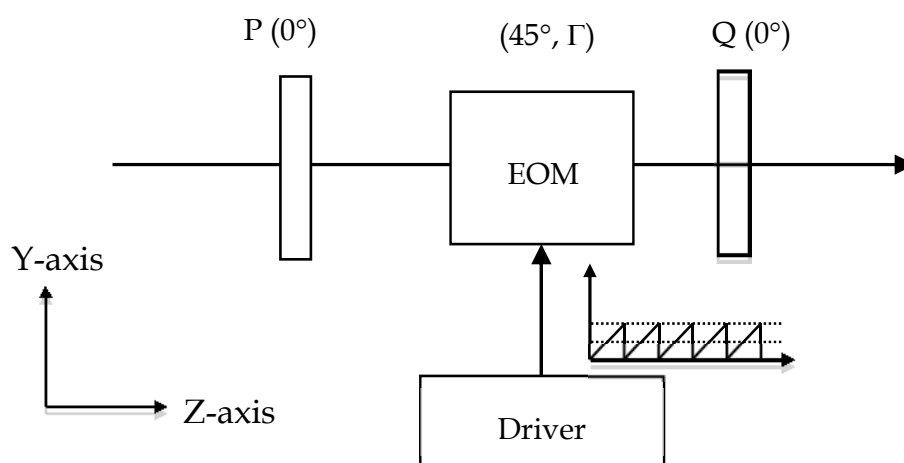 P (0°)
(45°, Γ)
Q (0°)
EOM
Y-axis
Z-axis
Driver